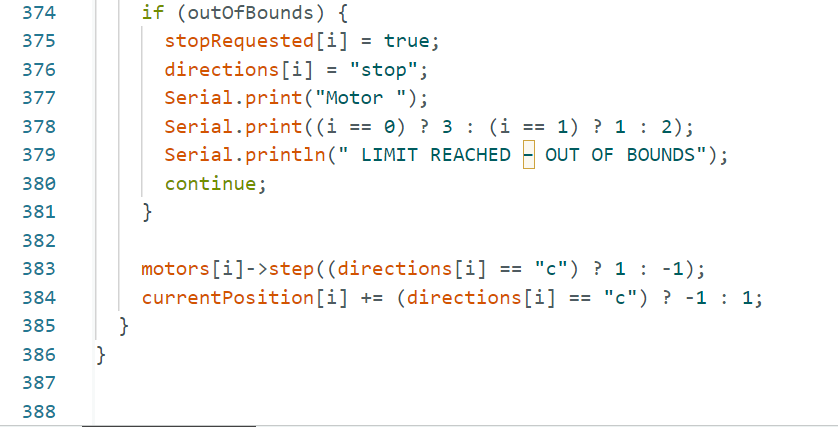 374 if (outOfBounds) {
375 stopRequested[i] = true;
376 directions[i] = "stop";
377 Serial.print("Motor ");
378 Serial.print((i == 0) ? 3 : (i == 1) ? 1 : 2);
379 Serial.println(" LIMIT REACHED – OUT OF BOUNDS");
380 continue;
381 }
382
383 motors[i]->step((directions[i] == "c") ? 1 : -1);
384 currentPosition[i] += (directions[i] == "c") ? -1 : 1;
385 }
386 }
387
388